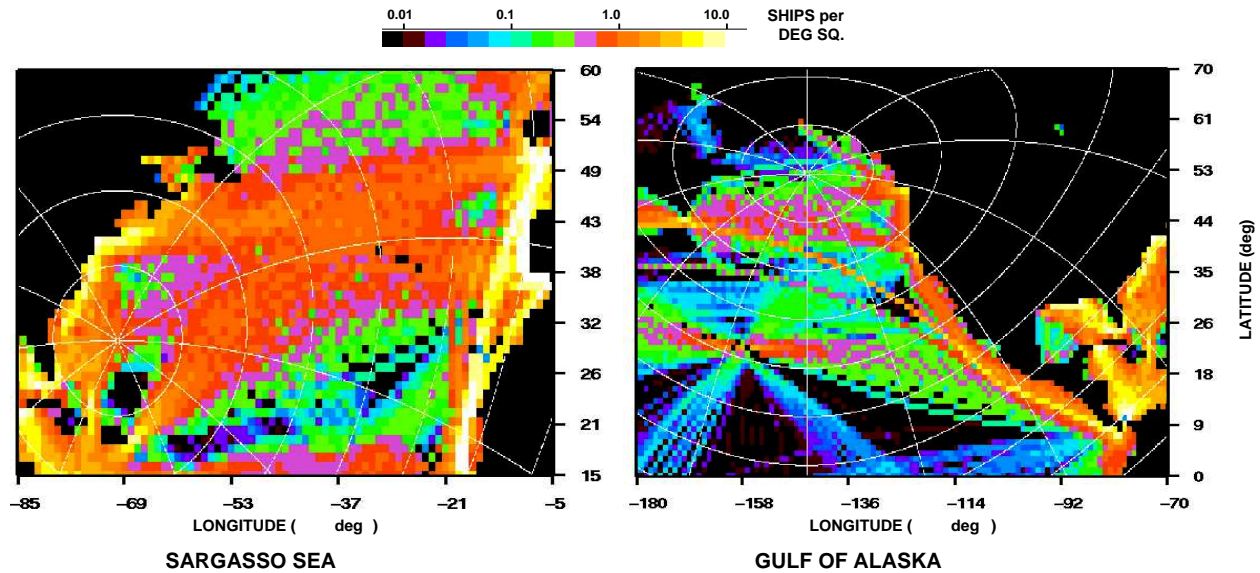 0.01 0.1 1.0 10.0 SHIPS per
DEG SQ.
60
54
49
43
38
32
26
21
15
−85 −69 −53 −37 −21 −5
LONGITUDE ( deg )
SARGASSO SEA
70
61
53
44
35
26
18
9
0
LATITUDE (deg)
−180 −158 −136 −114 −92 −70
LONGITUDE ( deg )
GULF OF ALASKA